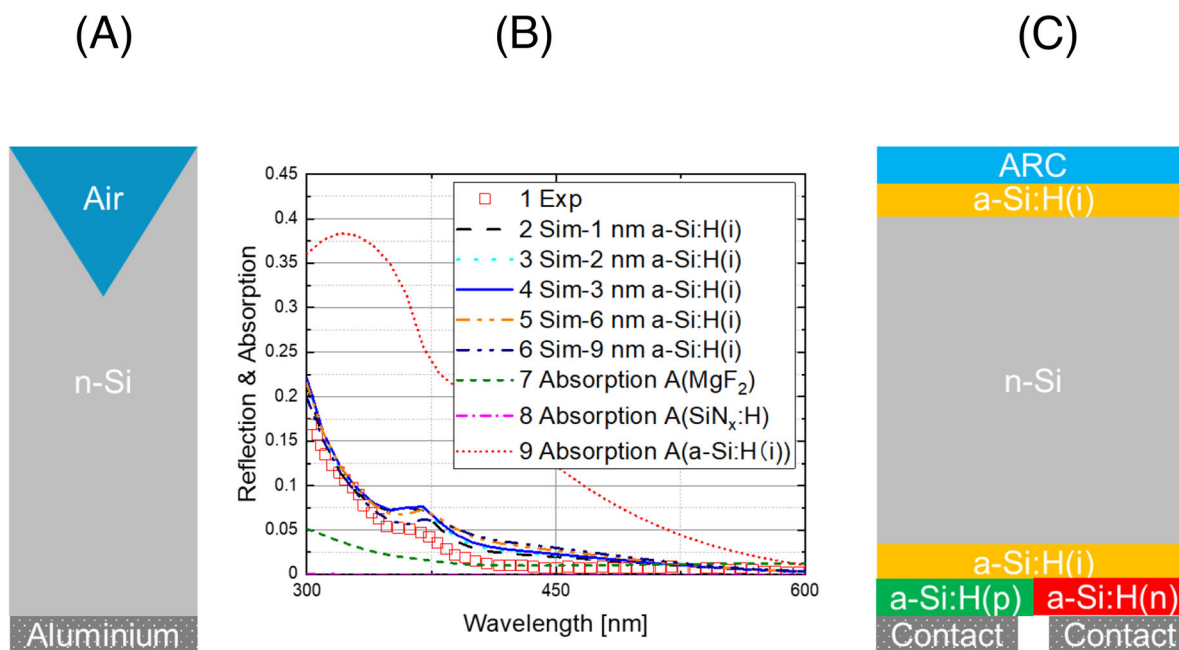 (A)
(B)
(C)
Air
n-Si
Aluminium
Reflection & Absorption
0.45
0.4
0.35
0.3
0.25
0.2
0.15
0.1
0.05
0
1 Exp
2 Sim-1 nm a-Si:H(i)
3 Sim-2 nm a-Si:H(i)
4 Sim-3 nm a-Si:H(i)
5 Sim-6 nm a-Si:H(i)
6 Sim-9 nm a-Si:H(i)
7 Absorption A(MgF₂)
8 Absorption A(SiNₓ:H)
9 Absorption A(a-Si:H(i))
300
450
600
Wavelength [nm]
ARC
a-Si:H(i)
n-Si
a-Si:H(i)
a-Si:H(p) a-Si:H(n)
Contact Contact